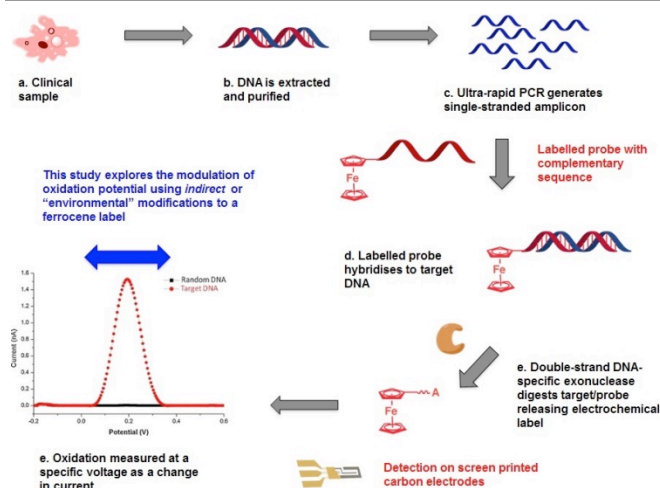 a. Clinical
sample
b. DNA is extracted
and purified
c. Ultra-rapid PCR generates
single-stranded amplicon
This study explores the modulation of
oxidation potential using indirect or
“environmental” modifications to a
ferrocene label
Fe
Labelled probe with
complementary
sequence
d. Labelled probe
hybridises to target
DNA
Fe
1.6
1.4
1.2
1.0
0.8
0.6
0.4
0.2
0.0
Current (nA)
Random DNA
Target DNA
-0.2
0.0
0.2
0.4
0.6
Potential (V)
Fe
A
e. Double-strand DNA-
specific exonuclease
digests target/probe
releasing electrochemical
label
e. Oxidation measured at a
specific voltage as a change
in current
Detection on screen printed
carbon electrodes